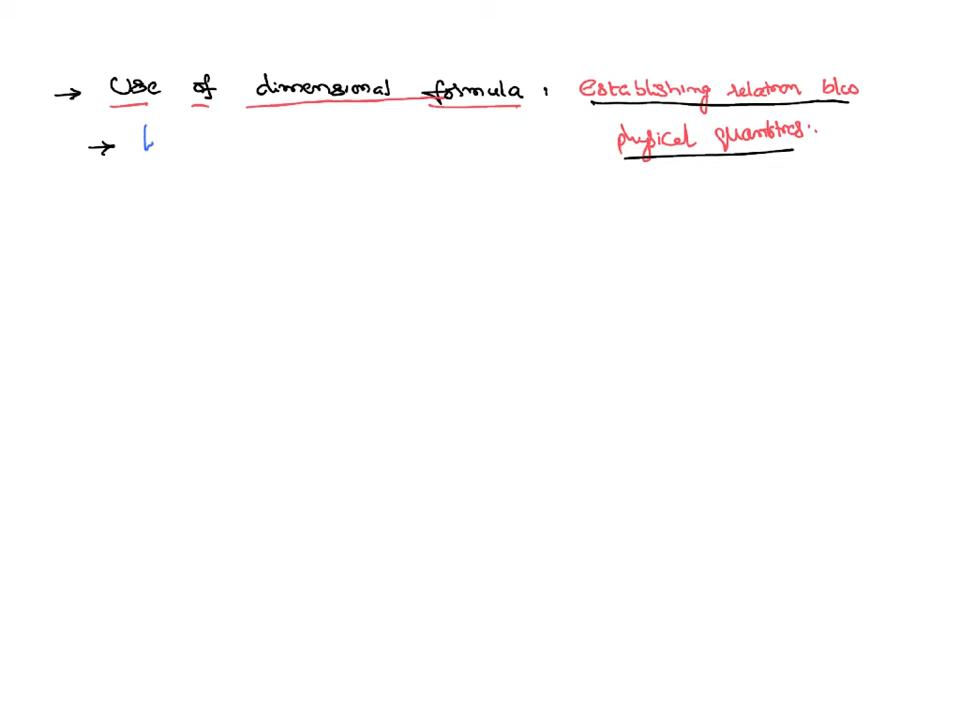 → Use of dimensional formula : Establishing relation b/w
physical quantities.
→